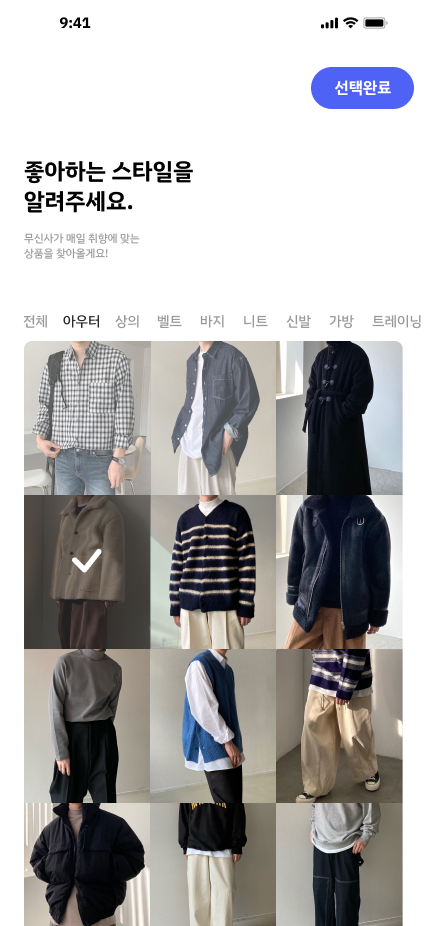 9:41
선택완료
좋아하는 스타일을
알려주세요.
무신사가 매일 취향에 맞는
상품을 찾아올게요!
전체 아우터 상의 벨트 바지 니트 신발 가방 트레이닝